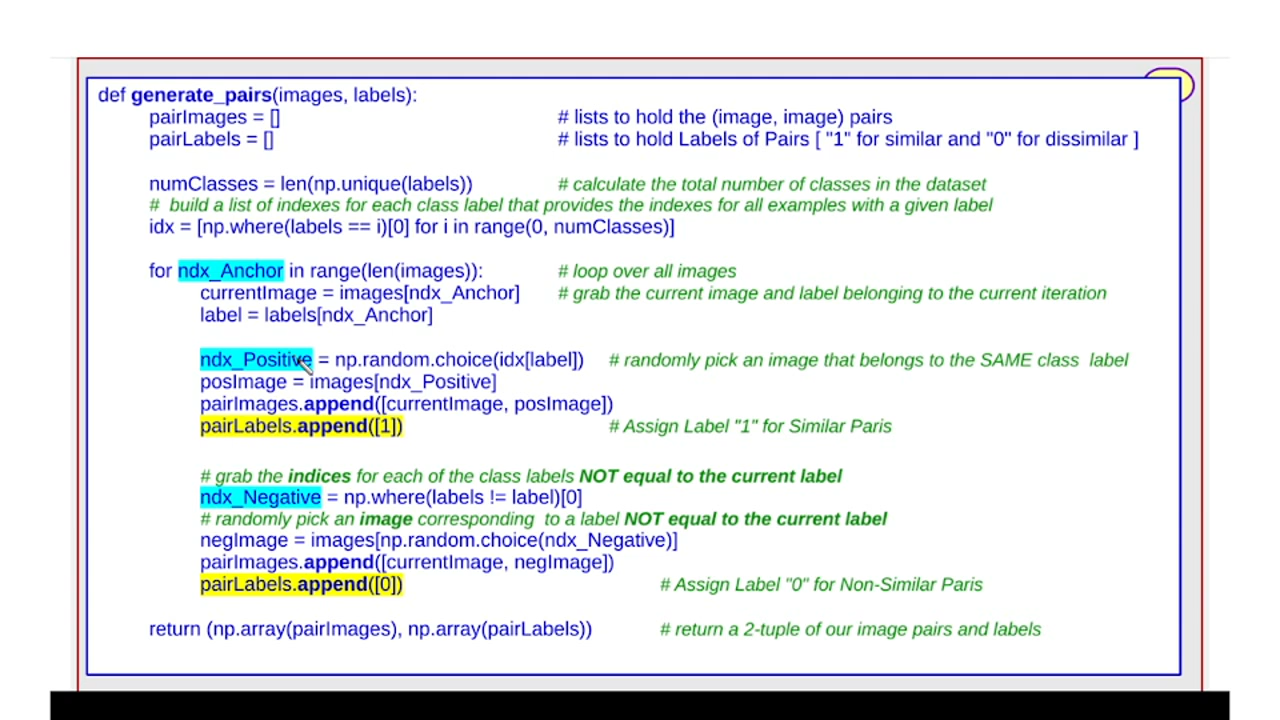 def generate_pairs(images, labels):
pairImages = [] # lists to hold the (image, image) pairs
pairLabels = [] # lists to hold Labels of Pairs [ "1" for similar and "0" for dissimilar ]
numClasses = len(np.unique(labels)) # calculate the total number of classes in the dataset
# build a list of indexes for each class label that provides the indexes for all examples with a given label
idx = [np.where(labels == i)[0] for i in range(0, numClasses)]
for ndx_Anchor in range(len(images)): # loop over all images
currentImage = images[ndx_Anchor] # grab the current image and label belonging to the current iteration
label = labels[ndx_Anchor]
ndx_Positive = np.random.choice(idx[label]) # randomly pick an image that belongs to the SAME class label
posImage = images[ndx_Positive]
pairImages.append([currentImage, posImage])
pairLabels.append([1]) # Assign Label "1" for Similar Paris
# grab the indices for each of the class labels NOT equal to the current label
ndx_Negative = np.where(labels != label)[0]
# randomly pick an image corresponding to a label NOT equal to the current label
negImage = images[np.random.choice(ndx_Negative)]
pairImages.append([currentImage, negImage])
pairLabels.append([0]) # Assign Label "0" for Non-Similar Paris
return (np.array(pairImages), np.array(pairLabels)) # return a 2-tuple of our image pairs and labels